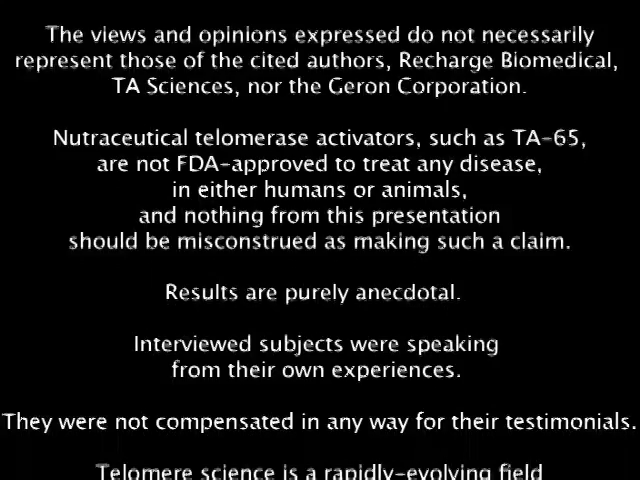 The views and opinions expressed do not necessarily
represent those of the cited authors, Recharge Biomedical,
TA Sciences, nor the Geron Corporation.
Nutraceutical telomerase activators, such as TA-65,
are not FDA-approved to treat any disease,
in either humans or animals,
and nothing from this presentation
should be misconstrued as making such a claim.
Results are purely anecdotal.
Interviewed subjects were speaking
from their own experiences.
They were not compensated in any way for their testimonials.
Telomere science is a rapidly-evolving field